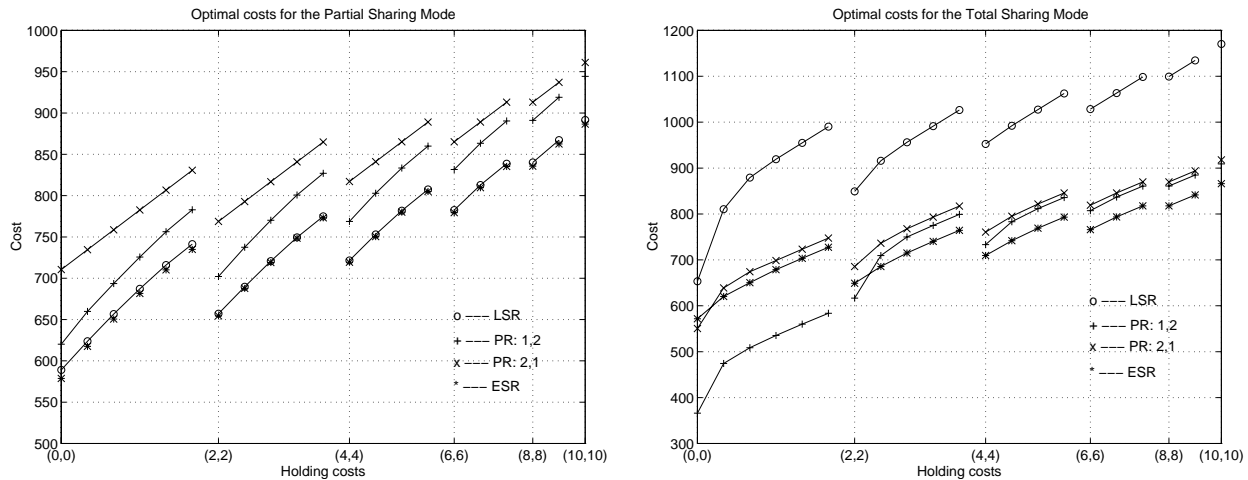 Optimal costs for the Partial Sharing Mode
1000
950
900
850
800
750
700
650
600
550
500
Cost
(0,0) (2,2) (4,4) (6,6) (8,8) (10,10)
Holding costs
o −−− LSR
+ −−− PR: 1,2
x −−− PR: 2,1
* −−− ESR
Optimal costs for the Total Sharing Mode
1200
1100
1000
900
800
700
600
500
400
300
Cost
(0,0) (2,2) (4,4) (6,6) (8,8) (10,10)
Holding costs
o −−− LSR
+ −−− PR: 1,2
x −−− PR: 2,1
* −−− ESR